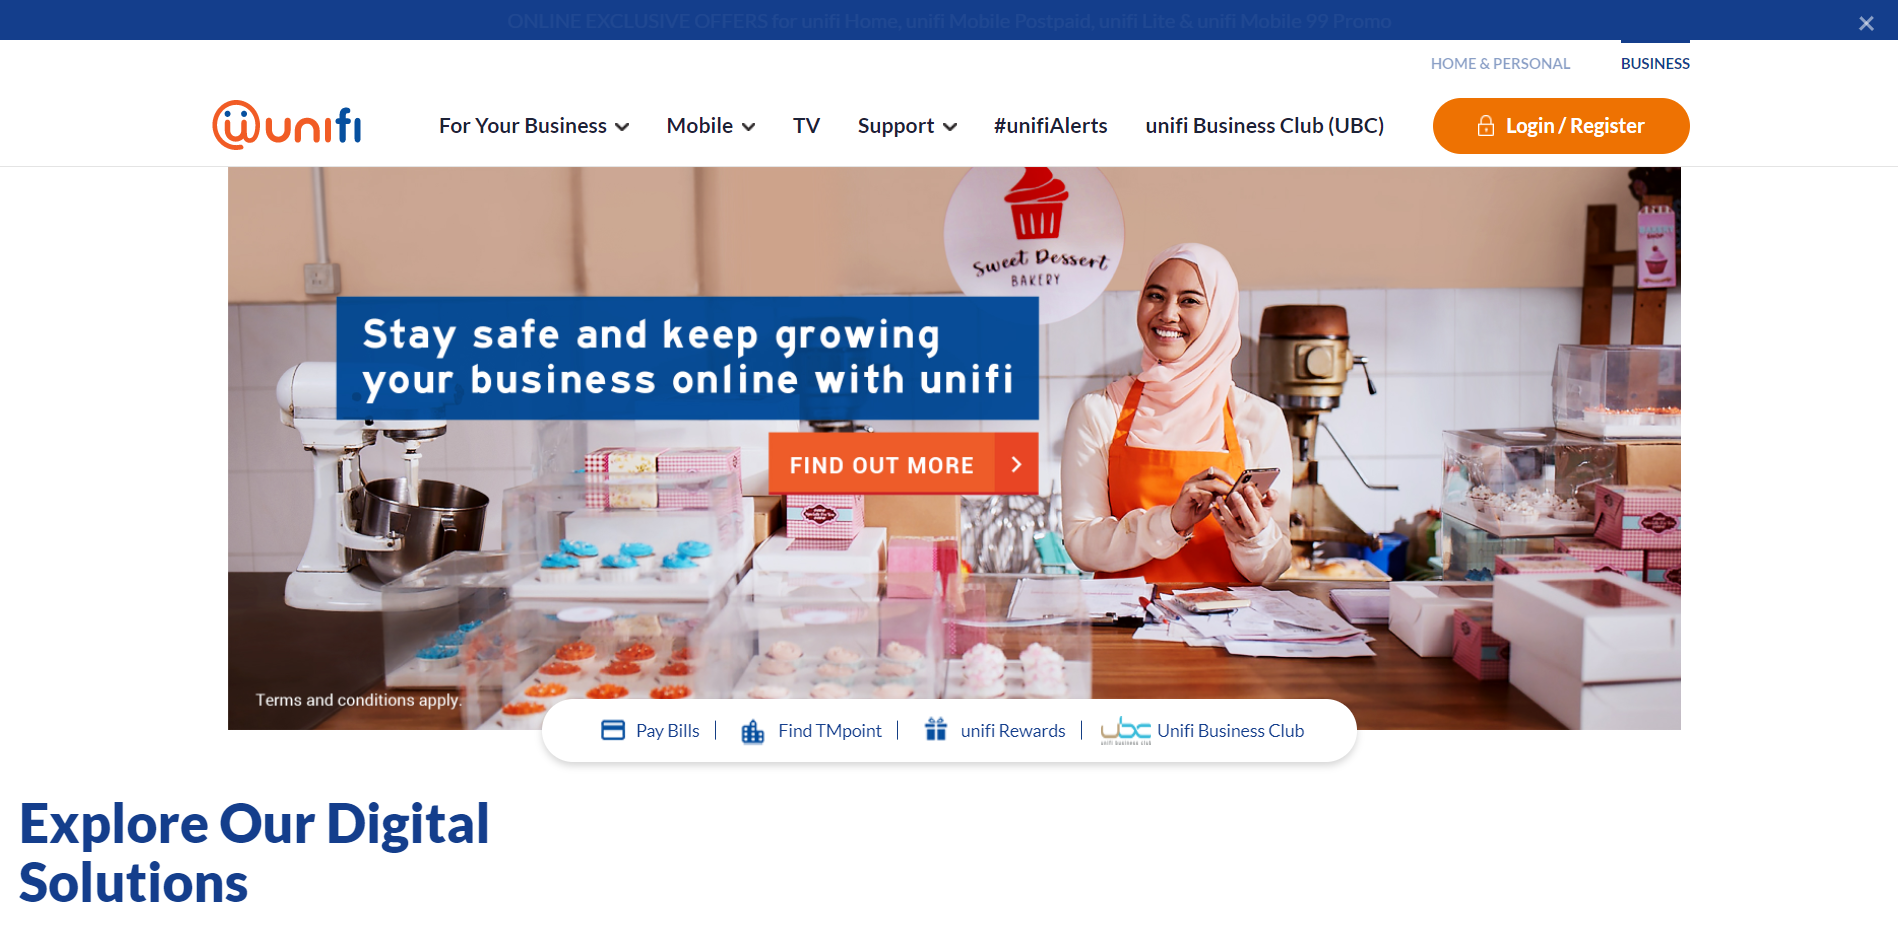 ONLINE EXCLUSIVE OFFERS for unifi Home, unifi Mobile Postpaid, unifi Lite & unifi Mobile 99 Promo
HOME & PERSONAL
BUSINESS
unifi
For Your Business
Mobile
TV
Support
#unifiAlerts
unifi Business Club (UBC)
Login / Register
Sweet Dessert
BAKERY
BAKERY
SHOP
Stay safe and keep growing
your business online with unifi
FIND OUT MORE
Terms and conditions apply.
Pay Bills
Find TMpoint
unifi Rewards
ubc
unifi business club
Unifi Business Club
Explore Our Digital
Solutions